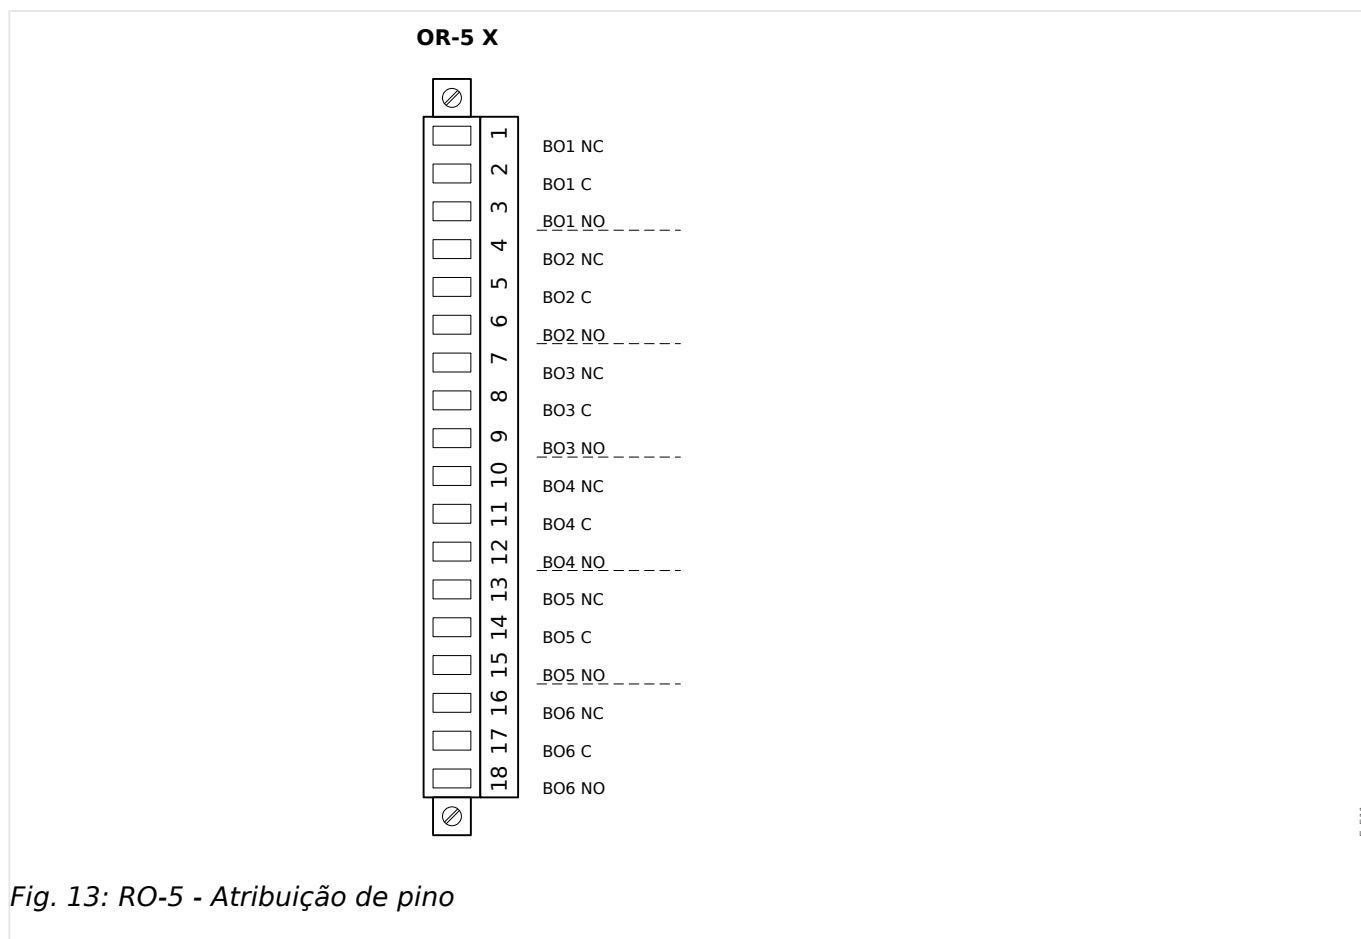 OR-5 X
1 BO1 NC
2 BO1 C
3 BO1 NO
4 BO2 NC
5 BO2 C
6 BO2 NO
7 BO3 NC
8 BO3 C
9 BO3 NO
10 BO4 NC
11 BO4 C
12 BO4 NO
13 BO5 NC
14 BO5 C
15 BO5 NO
16 BO6 NC
17 BO6 C
18 BO6 NO
Fig. 13: RO-5 - Atribuição de pino